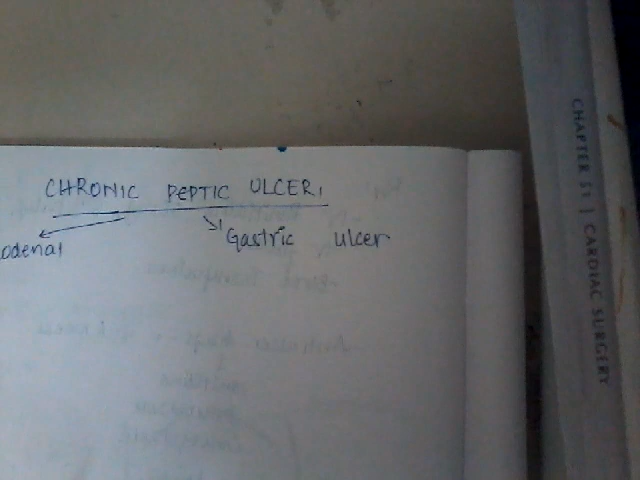 CHRONIC PEPTIC ULCER,
odenal
Gastric ulcer
CHAPTER 51 | CARDIAC SURGERY